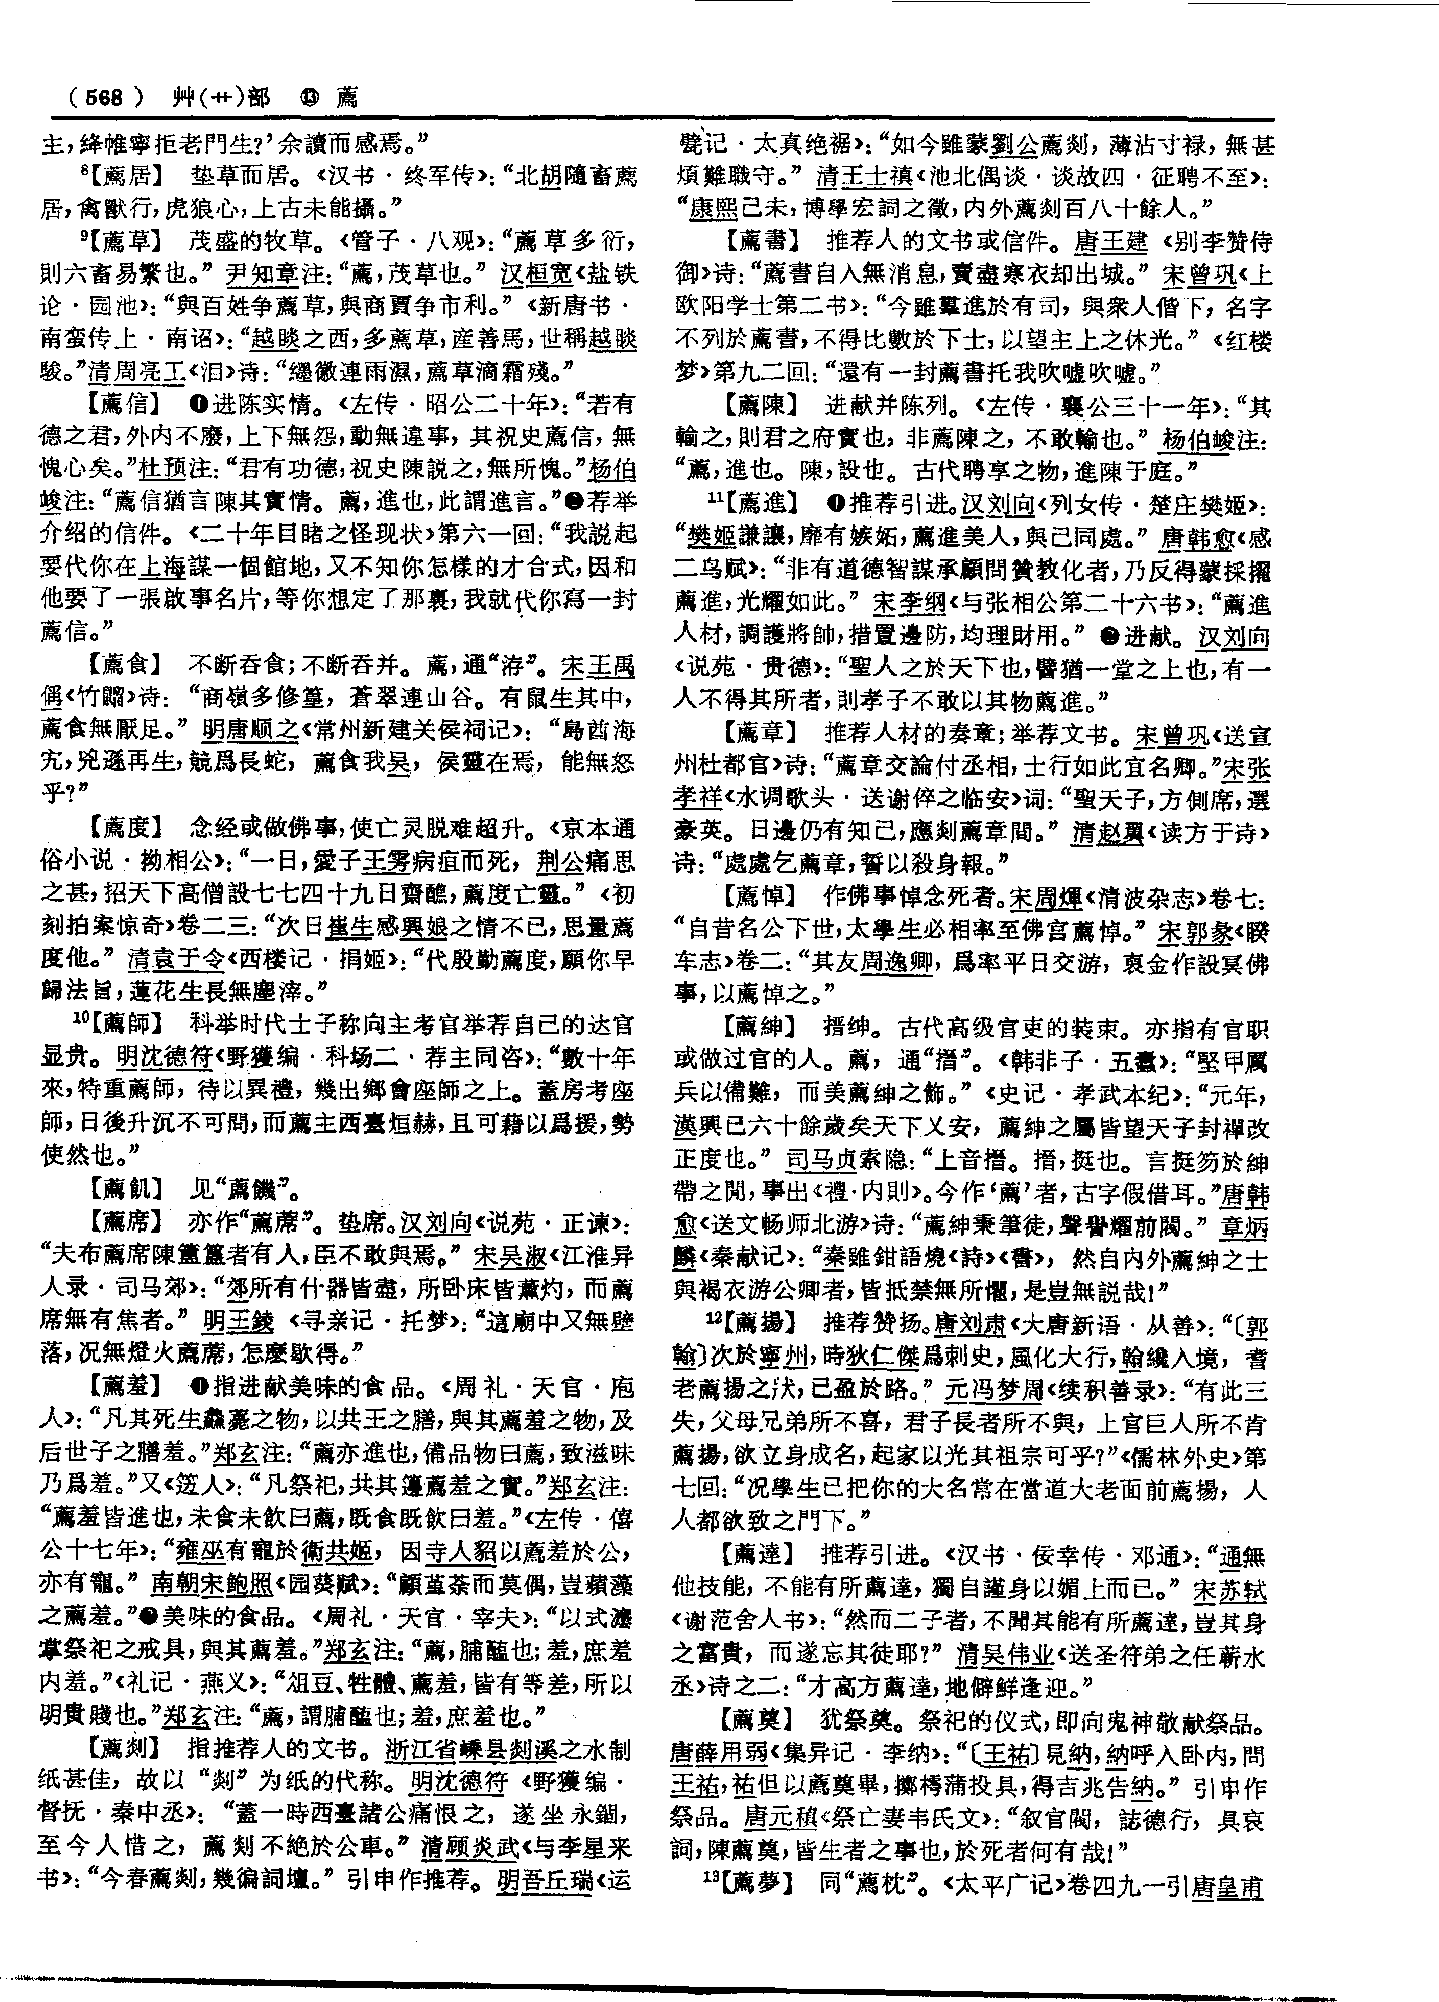 （568） 艸(艹)部 ⑬ 薦
主，絳帷寧拒老門生？’余讀而感焉。”
⁸【薦居】 垫草而居。《汉书·终军传》：“北胡隨畜薦
居，禽獸行，虎狼心，上古未能攝。”
⁹【薦草】 茂盛的牧草。《管子·八观》：“薦草多衍，
則六畜易繁也。” 尹知章注：“薦，茂草也。” 汉桓宽《盐铁
论·园池》：“與百姓争薦草，與商賈争市利。” 《新唐书·
南蛮传上·南诏》：“越睒之西，多薦草，産善馬，世稱越睒
駿。”清周亮工《泪》诗：“纆徽連雨濕，薦草滴霜殘。”
【薦信】 ❶进陈实情。《左传·昭公二十年》：“若有
德之君，外内不廢，上下無怨，動無違事，其祝史薦信，無
愧心矣。”杜预注：“君有功德，祝史陳説之，無所愧。”杨伯
峻注：“薦信猶言陳其實情。薦，進也，此謂進言。”❷荐举
介绍的信件。《二十年目睹之怪现状》第六一回：“我説起
要代你在上海謀一個館地，又不知你怎樣的才合式，因和
他要了一張啟事名片，等你想定了那裏，我就代你寫一封
薦信。”
【薦食】 不断吞食；不断吞并。薦，通“洊”。宋王禹
偁《竹䶉》诗：“商嶺多修篁，蒼翠連山谷。有鼠生其中，
薦食無厭足。” 明唐顺之《常州新建关侯祠记》：“島酋海
宄，兇遜再生，競爲長蛇，薦食我吴，侯靈在焉，能無怒
乎？”
【薦度】 念经或做佛事，使亡灵脱难超升。《京本通
俗小说·拗相公》：“一日，愛子王雱病疽而死，荆公痛思
之甚，招天下高僧設七七四十九日齋醮，薦度亡靈。” 《初
刻拍案惊奇》卷二三：“次日崔生感興娘之情不已，思量薦
度他。” 清袁于令《西楼记·捐姬》：“代殷勤薦度，願你早
歸法旨，蓮花生長無塵滓。”
¹⁰【薦師】 科举时代士子称向主考官举荐自己的达官
显贵。明沈德符《野獲编·科场二·荐主同咨》：“數十年
來，特重薦師，待以異禮，幾出鄉會座師之上。蓋房考座
師，日後升沉不可問，而薦主西臺烜赫，且可藉以爲援，勢
使然也。”
【薦飢】 见“薦饑”。
【薦席】 亦作“薦蓆”。垫席。汉刘向《说苑·正谏》：
“夫布薦席陳簠簋者有人，臣不敢與焉。” 宋吴淑《江淮异
人录·司马郊》：“郊所有什器皆盡，所卧床皆薰灼，而薦
席無有焦者。” 明王錂《寻亲记·托梦》：“這廟中又無壁
落，况無燈火薦蓆，怎麽歇得。”
【薦羞】 ❶指进献美味的食品。《周礼·天官·庖
人》：“凡其死生鱻薧之物，以共王之膳，與其薦羞之物，及
后世子之膳羞。”郑玄注：“薦亦進也，備品物曰薦，致滋味
乃爲羞。”又《笾人》：“凡祭祀，共其籩薦羞之實。”郑玄注：
“薦羞皆進也，未食未飲曰薦，既食既飲曰羞。”《左传·僖
公十七年》：“雍巫有寵於衛共姬，因寺人貂以薦羞於公，
亦有寵。” 南朝宋鲍照《园葵赋》：“顧堇荼而莫偶，豈蘋藻
之薦羞。”❷美味的食品。《周礼·天官·宰夫》：“以式灋
掌祭祀之戒具，與其薦羞。”郑玄注：“薦，脯醢也；羞，庶羞
内羞。”《礼记·燕义》：“俎豆、牲體、薦羞，皆有等差，所以
明貴賤也。”郑玄注：“薦，謂脯醢也；羞，庶羞也。”
【薦剡】 指推荐人的文书。浙江省嵊县剡溪之水制
纸甚佳，故以“剡”为纸的代称。明沈德符《野獲编·
督抚·秦中丞》：“蓋一時西臺諸公痛恨之，遂坐永錮，
至今人惜之，薦剡不絶於公車。” 清顾炎武《与李星来
书》：“今春薦剡，幾徧詞壇。” 引申作推荐。明吾丘瑞《运
甓记·太真绝裾》：“如今雖蒙劉公薦剡，薄沾寸禄，無甚
煩難職守。” 清王士禛《池北偶谈·谈故四·征聘不至》：
“康熙己未，博學宏詞之徵，内外薦剡百八十餘人。”
【薦書】 推荐人的文书或信件。唐王建《别李赞侍
御》诗：“薦書自入無消息，賣盡寒衣却出城。” 宋曾巩《上
欧阳学士第二书》：“今雖羣進於有司，與衆人偕下，名字
不列於薦書，不得比數於下士，以望主上之休光。” 《红楼
梦》第九二回：“還有一封薦書托我吹嘘吹嘘。”
【薦陳】 进献并陈列。《左传·襄公三十一年》：“其
輸之，則君之府實也，非薦陳之，不敢輸也。” 杨伯峻注：
“薦，進也。陳，設也。古代聘享之物，進陳于庭。”
¹¹【薦進】 ❶推荐引进。汉刘向《列女传·楚庄樊姬》：
“樊姬謙讓，靡有嫉妬，薦進美人，與己同處。” 唐韩愈《感
二鸟赋》：“非有道德智謀承顧問贊教化者，乃反得蒙採擢
薦進，光耀如此。” 宋李纲《与张相公第二十六书》：“薦進
人材，調護將帥，措置邊防，均理財用。” ❷进献。汉刘向
《说苑·贵德》：“聖人之於天下也，譬猶一堂之上也，有一
人不得其所者，則孝子不敢以其物薦進。”
【薦章】 推荐人材的奏章；举荐文书。宋曾巩《送宣
州杜都官》诗：“薦章交論付丞相，士行如此宜名卿。”宋张
孝祥《水调歌头·送谢倅之临安》词：“聖天子，方側席，選
豪英。日邊仍有知己，應剡薦章間。” 清赵翼《读方于诗》
诗：“處處乞薦章，誓以殺身報。”
【薦悼】 作佛事悼念死者。宋周煇《清波杂志》卷七：
“自昔名公下世，太學生必相率至佛宫薦悼。” 宋郭彖《睽
车志》卷二：“其友周逸卿，爲率平日交游，裒金作設冥佛
事，以薦悼之。”
【薦紳】 搢绅。古代高级官吏的装束。亦指有官职
或做过官的人。薦，通“搢”。《韩非子·五蠹》：“堅甲厲
兵以備難，而美薦紳之飾。” 《史记·孝武本纪》：“元年，
漢興已六十餘歲矣天下乂安，薦紳之屬皆望天子封禪改
正度也。” 司马贞索隐：“上音搢。搢，挺也。言挺笏於紳
帶之閒，事出《禮·内則》。今作‘薦’者，古字假借耳。”唐韩
愈《送文畅师北游》诗：“薦紳秉筆徒，聲譽耀前閥。” 章炳
麟《秦献记》：“秦雖鉗語燒《詩》《書》，然自内外薦紳之士
與褐衣游公卿者，皆抵禁無所懼，是豈無説哉！”
¹²【薦揚】 推荐赞扬。唐刘肃《大唐新语·从善》：“〔郭
翰〕次於寧州，時狄仁傑爲刺史，風化大行，翰纔入境，耆
老薦揚之狀，已盈於路。” 元冯梦周《续积善录》：“有此三
失，父母兄弟所不喜，君子長者所不與，上官巨人所不肯
薦揚，欲立身成名，起家以光其祖宗可乎？”《儒林外史》第
七回：“况學生已把你的大名常在當道大老面前薦揚，人
人都欲致之門下。”
【薦達】 推荐引进。《汉书·佞幸传·邓通》：“通無
他技能，不能有所薦達，獨自謹身以媚上而已。” 宋苏轼
《谢范舍人书》：“然而二子者，不聞其能有所薦達，豈其身
之富貴，而遂忘其徒耶？” 清吴伟业《送圣符弟之任蕲水
丞》诗之二：“才高方薦達，地僻鮮逢迎。”
【薦奠】 犹祭奠。祭祀的仪式，即向鬼神敬献祭品。
唐薛用弱《集异记·李纳》：“〔王祐〕見納，納呼入卧内，問
王祐，祐但以薦奠畢，擲樗蒲投具，得吉兆告納。” 引申作
祭品。唐元稹《祭亡妻韦氏文》：“叙官閥，誌德行，具哀
詞，陳薦奠，皆生者之事也，於死者何有哉！”
¹³【薦夢】 同“薦枕”。《太平广记》卷四九一引唐皇甫